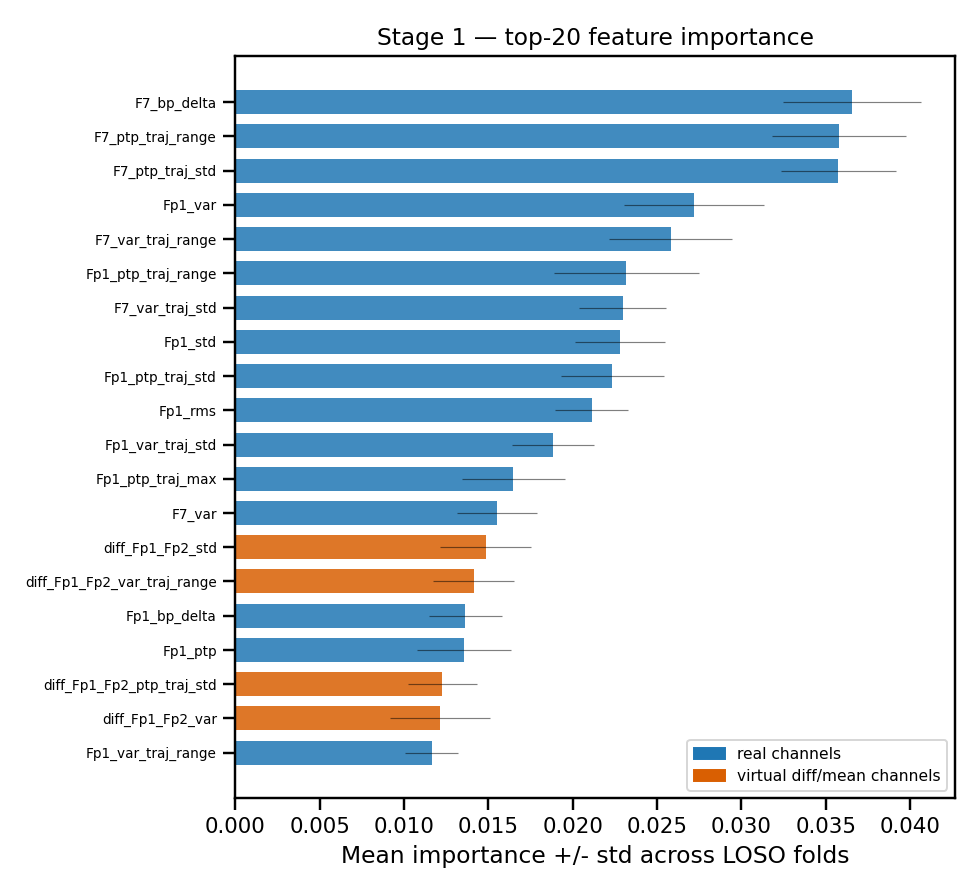 Stage 1 — top-20 feature importance
F7_bp_delta
F7_ptp_traj_range
F7_ptp_traj_std
Fp1_var
F7_var_traj_range
Fp1_ptp_traj_range
F7_var_traj_std
Fp1_std
Fp1_ptp_traj_std
Fp1_rms
Fp1_var_traj_std
Fp1_ptp_traj_max
F7_var
diff_Fp1_Fp2_std
diff_Fp1_Fp2_var_traj_range
Fp1_bp_delta
Fp1_ptp
diff_Fp1_Fp2_ptp_traj_std
diff_Fp1_Fp2_var
Fp1_var_traj_range
real channels
virtual diff/mean channels
0.000 0.005 0.010 0.015 0.020 0.025 0.030 0.035 0.040
Mean importance +/- std across LOSO folds